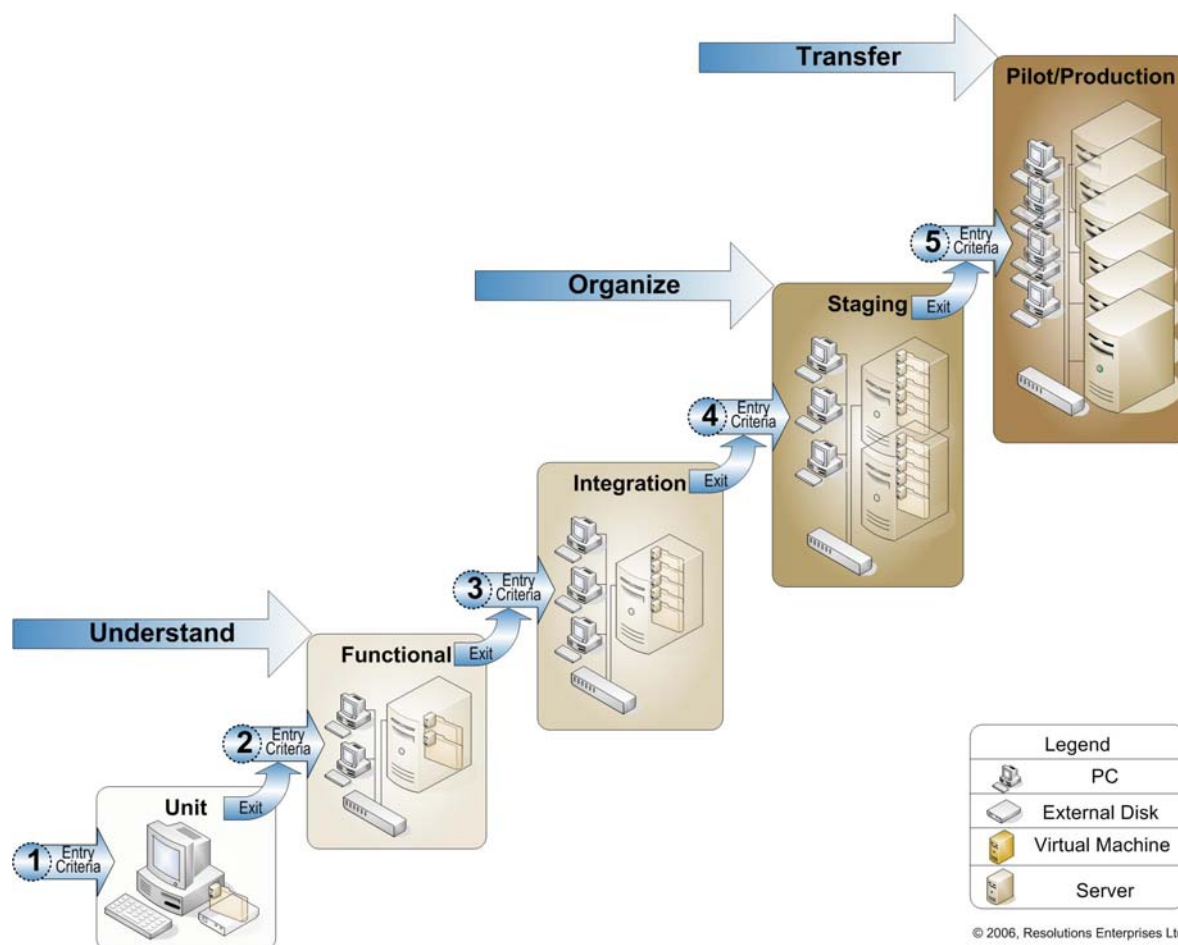 Transfer
Pilot/Production
5
Entry
Criteria
Organize
Staging
Exit
4
Entry
Criteria
Integration
Exit
3
Entry
Criteria
Understand
Functional
Exit
2
Entry
Criteria
Unit
Exit
1
Entry
Criteria
Legend
PC
External Disk
Virtual Machine
Server
© 2006, Resolutions Enterprises Ltd